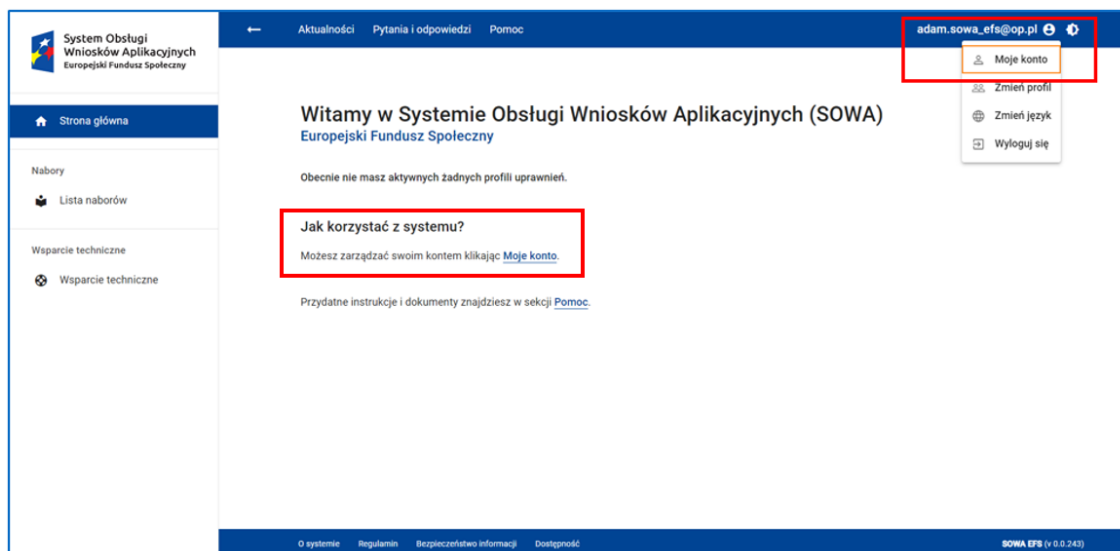 System Obsługi
Wniosków Aplikacyjnych
Europejski Fundusz Społeczny
Aktualności Pytania i odpowiedzi Pomoc
adam.sowa_efs@op.pl
Moje konto
Zmień profil
Zmień język
Wyloguj się
Strona główna
Nabory
Lista naborów
Wsparcie techniczne
Wsparcie techniczne
Witamy w Systemie Obsługi Wniosków Aplikacyjnych (SOWA)
Europejski Fundusz Społeczny
Obecnie nie masz aktywnych żadnych profili uprawnień.
Jak korzystać z systemu?
Możesz zarządzać swoim kontem klikając Moje konto.
Przydatne instrukcje i dokumenty znajdziesz w sekcji Pomoc.
O systemie Regulamin Bezpieczeństwo informacji Dostępność
SOWA EFS (v 0.0.243)